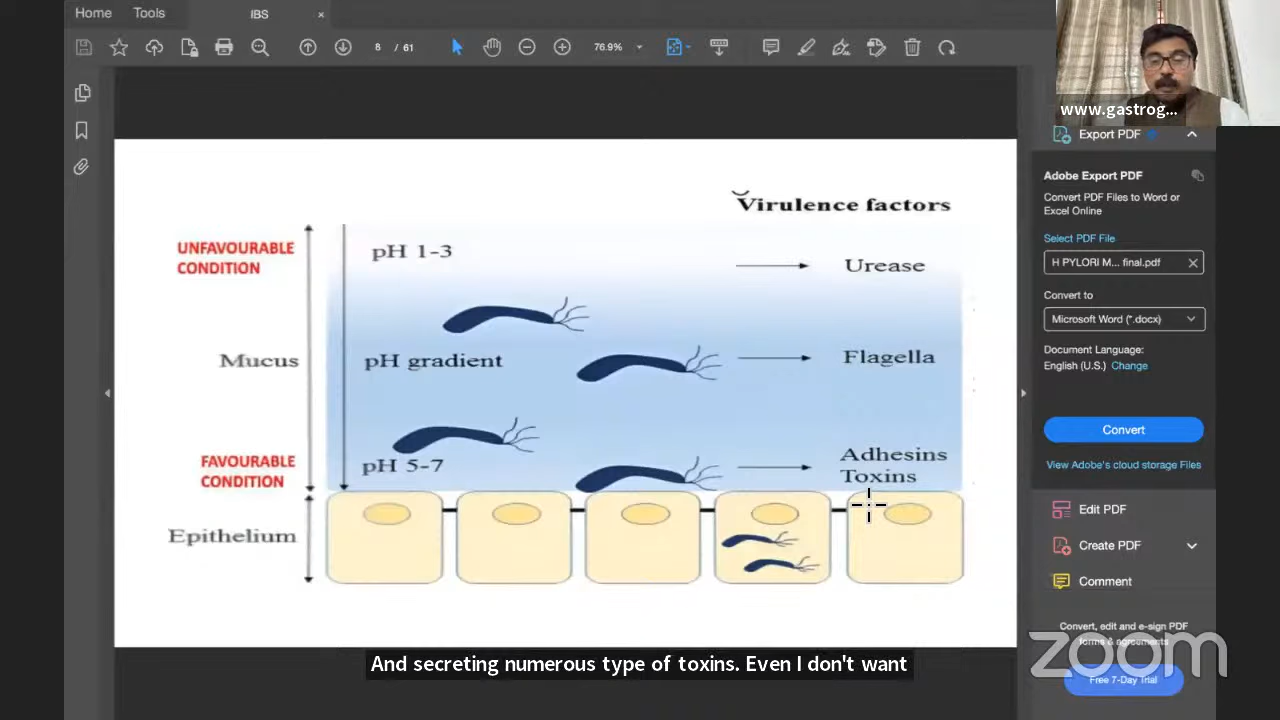 Home
Tools
IBS
8 / 61
76.9%
www.gastrog...
Export PDF
Adobe Export PDF
Convert PDF Files to Word or
Excel Online
Select PDF File
H PYLORI M... final.pdf
Convert to
Microsoft Word (*.docx)
Document Language:
English (U.S.) Change
Convert
View Adobe's cloud storage Files
Edit PDF
Create PDF
Comment
Convert, edit and e-sign PDF
forms & agreements
Free 7-Day Trial
zoom
Virulence factors
UNFAVOURABLE
CONDITION
pH 1-3
Urease
Mucus
pH gradient
Flagella
FAVOURABLE
CONDITION
pH 5-7
Adhesins
Toxins
Epithelium
And secreting numerous type of toxins. Even I don't want